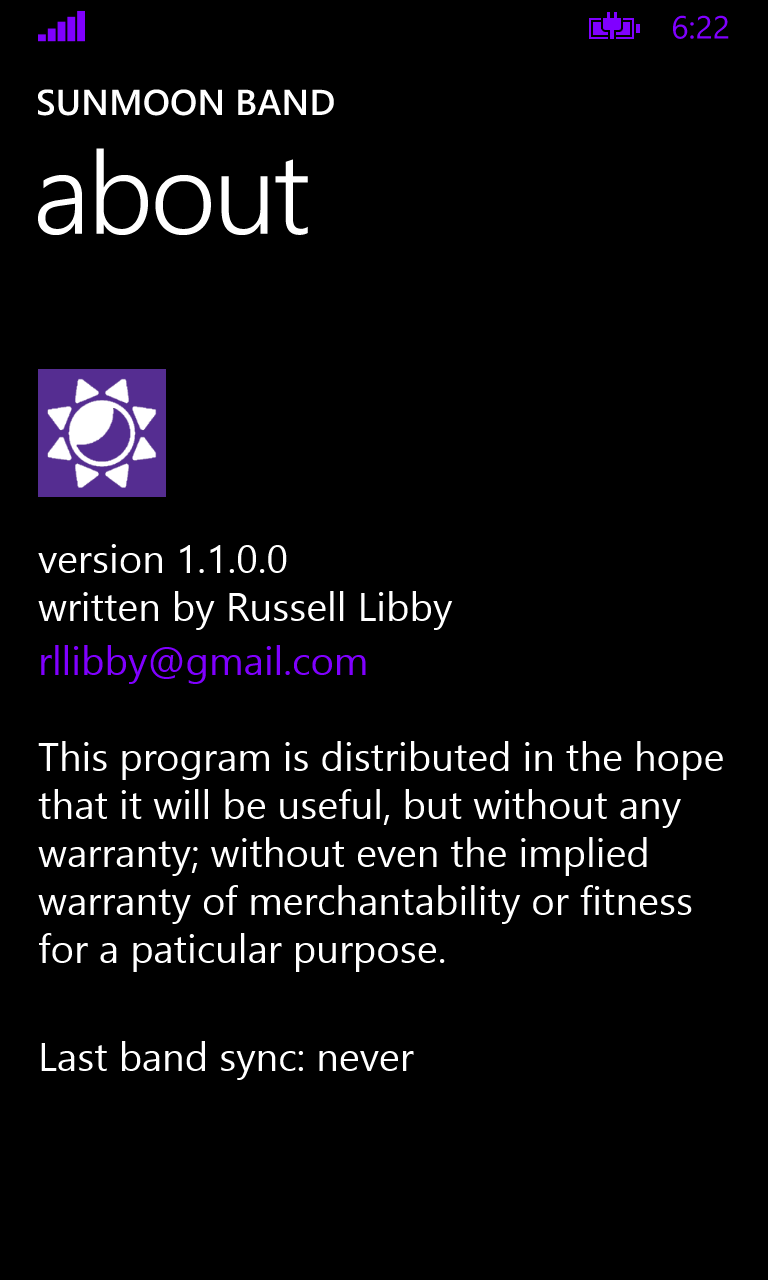 6:22
SUNMOON BAND
about
version 1.1.0.0
written by Russell Libby
rllibby@gmail.com
This program is distributed in the hope
that it will be useful, but without any
warranty; without even the implied
warranty of merchantability or fitness
for a paticular purpose.
Last band sync: never